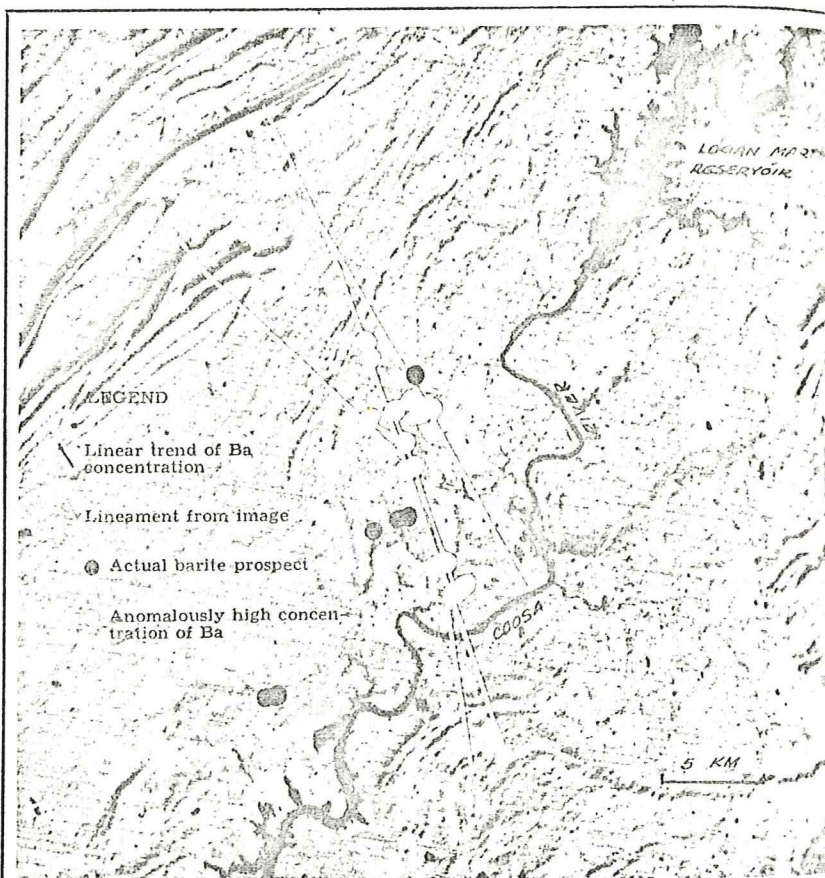 LOGAN
RESERVOIR
RIVER
LEGEND
Linear trend of Ba
concentration
Lineament from image
Actual barite prospect
Anomalously high concen-
tration of Ba
COOSA
5 KM